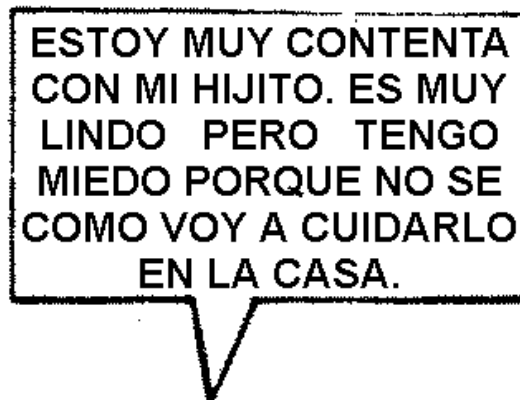 ESTOY MUY CONTENTA
CON MI HIJITO. ES MUY
LINDO PERO TENGO
MIEDO PORQUE NO SE
COMO VOY A CUIDARLO
EN LA CASA.